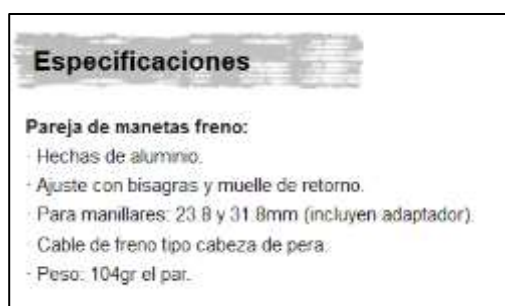 Especificaciones
Pareja de manetas freno:
· Hechas de aluminio.
· Ajuste con bisagras y muelle de retorno.
· Para manillares: 23.8 y 31.8mm (incluyen adaptador).
· Cable de freno tipo cabeza de pera.
· Peso: 104gr el par.